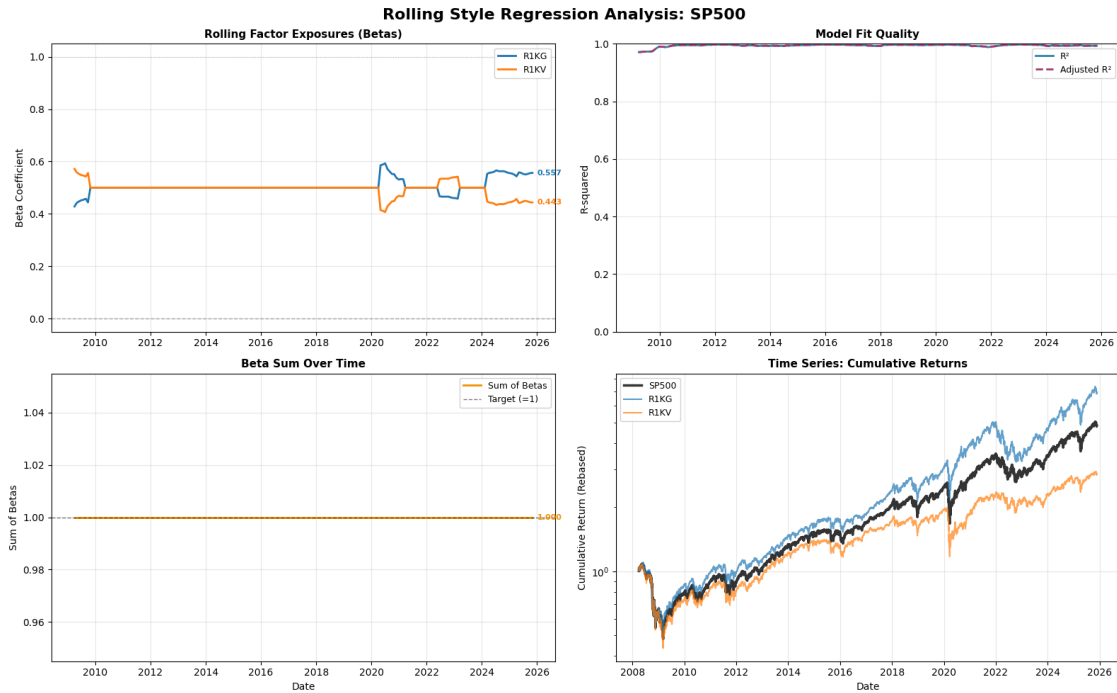 Rolling Style Regression Analysis: SP500
Rolling Factor Exposures (Betas)
Beta Coefficient
1.0
0.8
0.6
0.4
0.2
0.0
R1KG
R1KV
0.557
0.443
2010 2012 2014 2016 2018 2020 2022 2024 2026
Model Fit Quality
R-squared
1.0
0.8
0.6
0.4
0.2
0.0
R²
Adjusted R²
2010 2012 2014 2016 2018 2020 2022 2024 2026
Beta Sum Over Time
Sum of Betas
1.04
1.02
1.00
0.98
0.96
Sum of Betas
Target (=1)
1.000
2010 2012 2014 2016 2018 2020 2022 2024 2026
Date
Time Series: Cumulative Returns
Cumulative Return (Rebased)
10⁰
SP500
R1KG
R1KV
2008 2010 2012 2014 2016 2018 2020 2022 2024 2026
Date